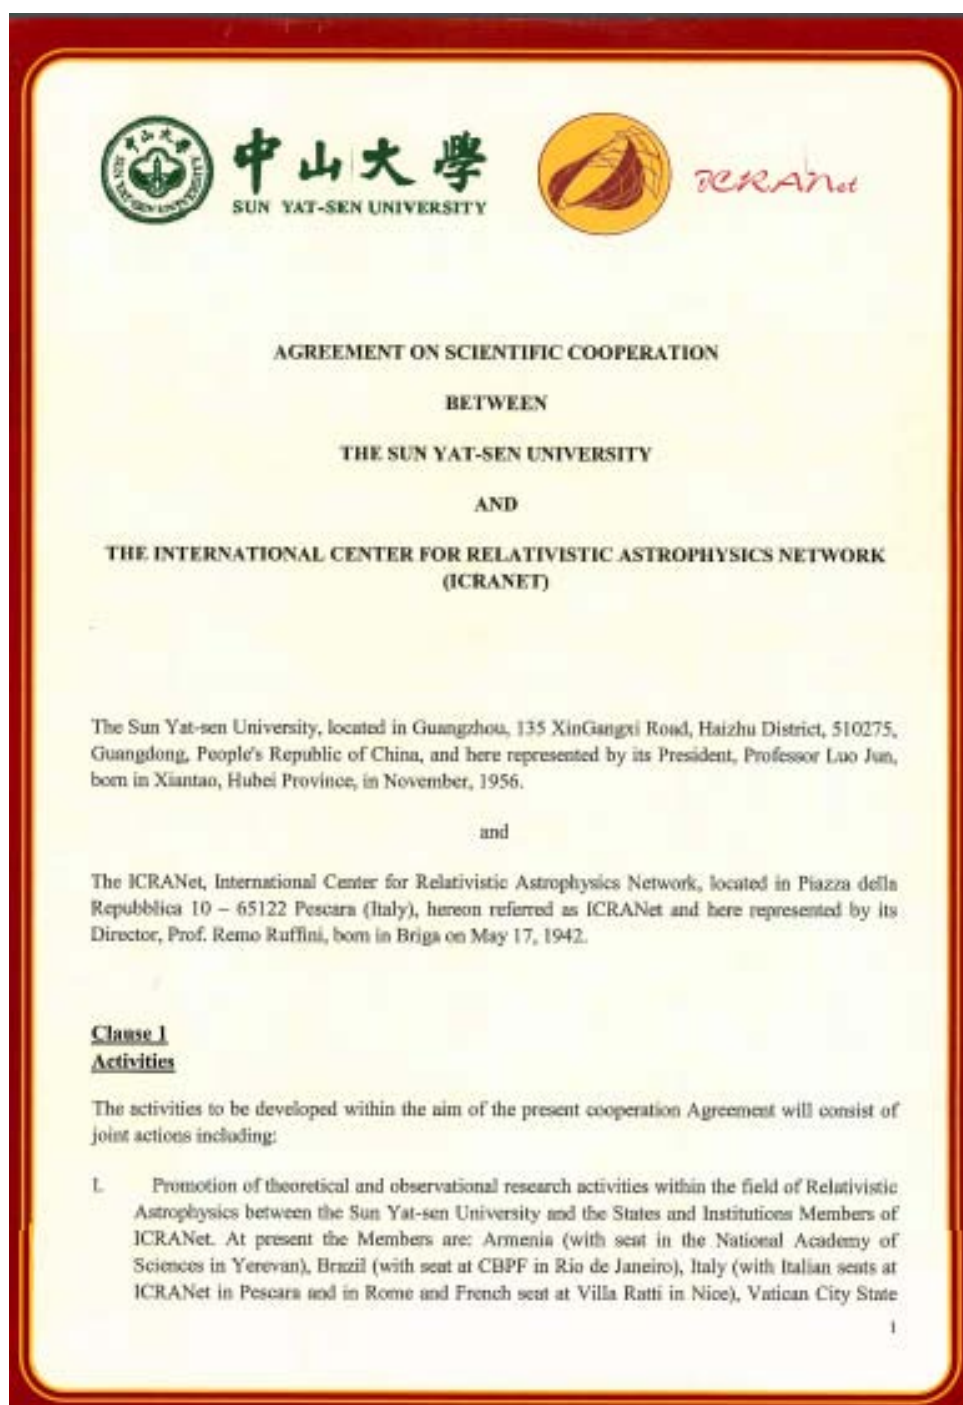 中山大學
SUN YAT-SEN UNIVERSITY
SUN YAT-SEN UNIVERSITY
ICRANet
AGREEMENT ON SCIENTIFIC COOPERATION
BETWEEN
THE SUN YAT-SEN UNIVERSITY
AND
THE INTERNATIONAL CENTER FOR RELATIVISTIC ASTROPHYSICS NETWORK
(ICRANET)
The Sun Yat-sen University, located in Guangzhou, 135 XinGangxi Road, Haizhu District, 510275,
Guangdong, People's Republic of China, and here represented by its President, Professor Luo Jun,
born in Xiantao, Hubei Province, in November, 1956.
and
The ICRANet, International Center for Relativistic Astrophysics Network, located in Piazza della
Repubblica 10 – 65122 Pescara (Italy), hereon referred as ICRANet and here represented by its
Director, Prof. Remo Ruffini, born in Briga on May 17, 1942.
Clause 1
Activities
The activities to be developed within the aim of the present cooperation Agreement will consist of
joint actions including:
I. Promotion of theoretical and observational research activities within the field of Relativistic
Astrophysics between the Sun Yat-sen University and the States and Institutions Members of
ICRANet. At present the Members are: Armenia (with seat in the National Academy of
Sciences in Yerevan), Brazil (with seat at CBPF in Rio de Janeiro), Italy (with Italian seats at
ICRANet in Pescara and in Rome and French seat at Villa Ratti in Nice), Vatican City State
1